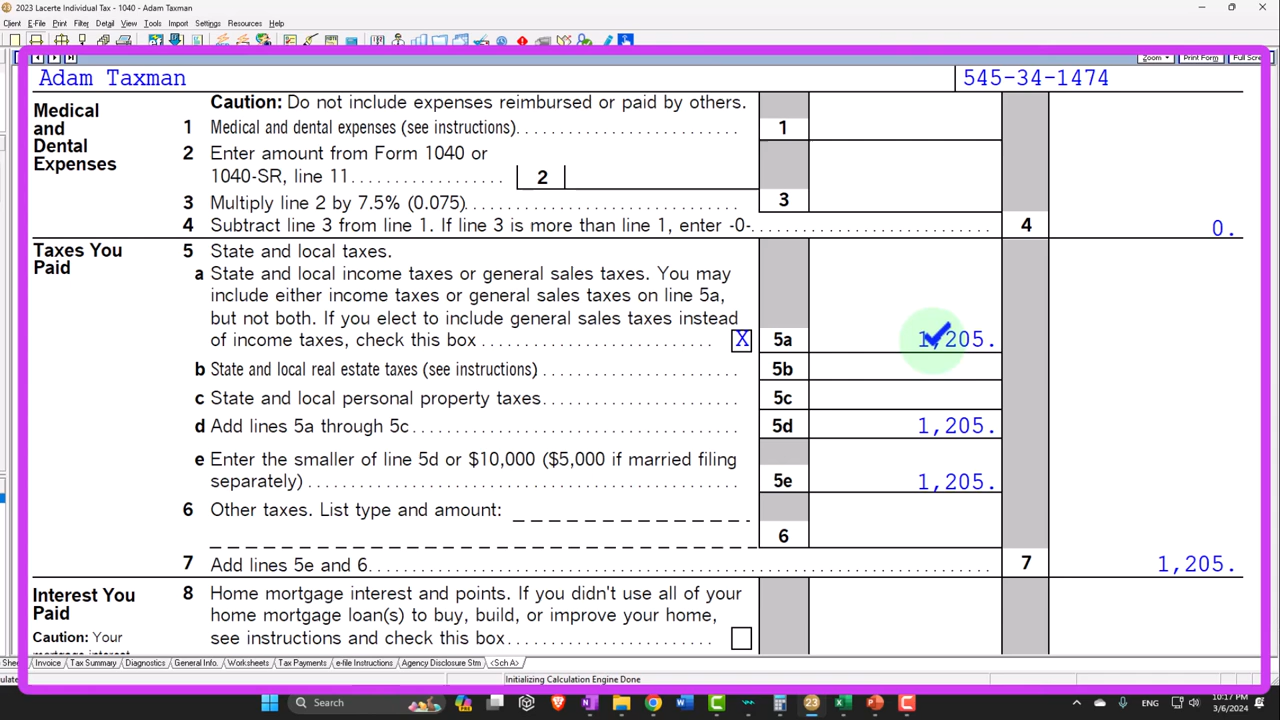 2023 Lacerte Individual Tax - 1040 - Adam Taxman
Client E-File Print Filter Detail View Tools Import Settings Resources Help
Zoom Print Form Full Scre
Adam Taxman 545-34-1474
Medical and Dental Expenses
Caution: Do not include expenses reimbursed or paid by others.
1 Medical and dental expenses (see instructions) 1
2 Enter amount from Form 1040 or
1040-SR, line 11 2
3 Multiply line 2 by 7.5% (0.075) 3
4 Subtract line 3 from line 1. If line 3 is more than line 1, enter -0- 4 0.
Taxes You Paid
5 State and local taxes.
a State and local income taxes or general sales taxes. You may
include either income taxes or general sales taxes on line 5a,
but not both. If you elect to include general sales taxes instead
of income taxes, check this box X 5a 1,205.
b State and local real estate taxes (see instructions) 5b
c State and local personal property taxes 5c
d Add lines 5a through 5c 5d 1,205.
e Enter the smaller of line 5d or $10,000 ($5,000 if married filing
separately) 5e 1,205.
6 Other taxes. List type and amount:
6
7 Add lines 5e and 6 7 1,205.
Interest You Paid
Caution: Your
8 Home mortgage interest and points. If you didn't use all of your
home mortgage loan(s) to buy, build, or improve your home,
see instructions and check this box
Invoice Tax Summary Diagnostics General Info. Worksheets Tax Payments e-file Instructions Agency Disclosure Stm <Sch A>
Initializing Calculation Engine Done
Search
23
ENG
10:17 PM
3/6/2024